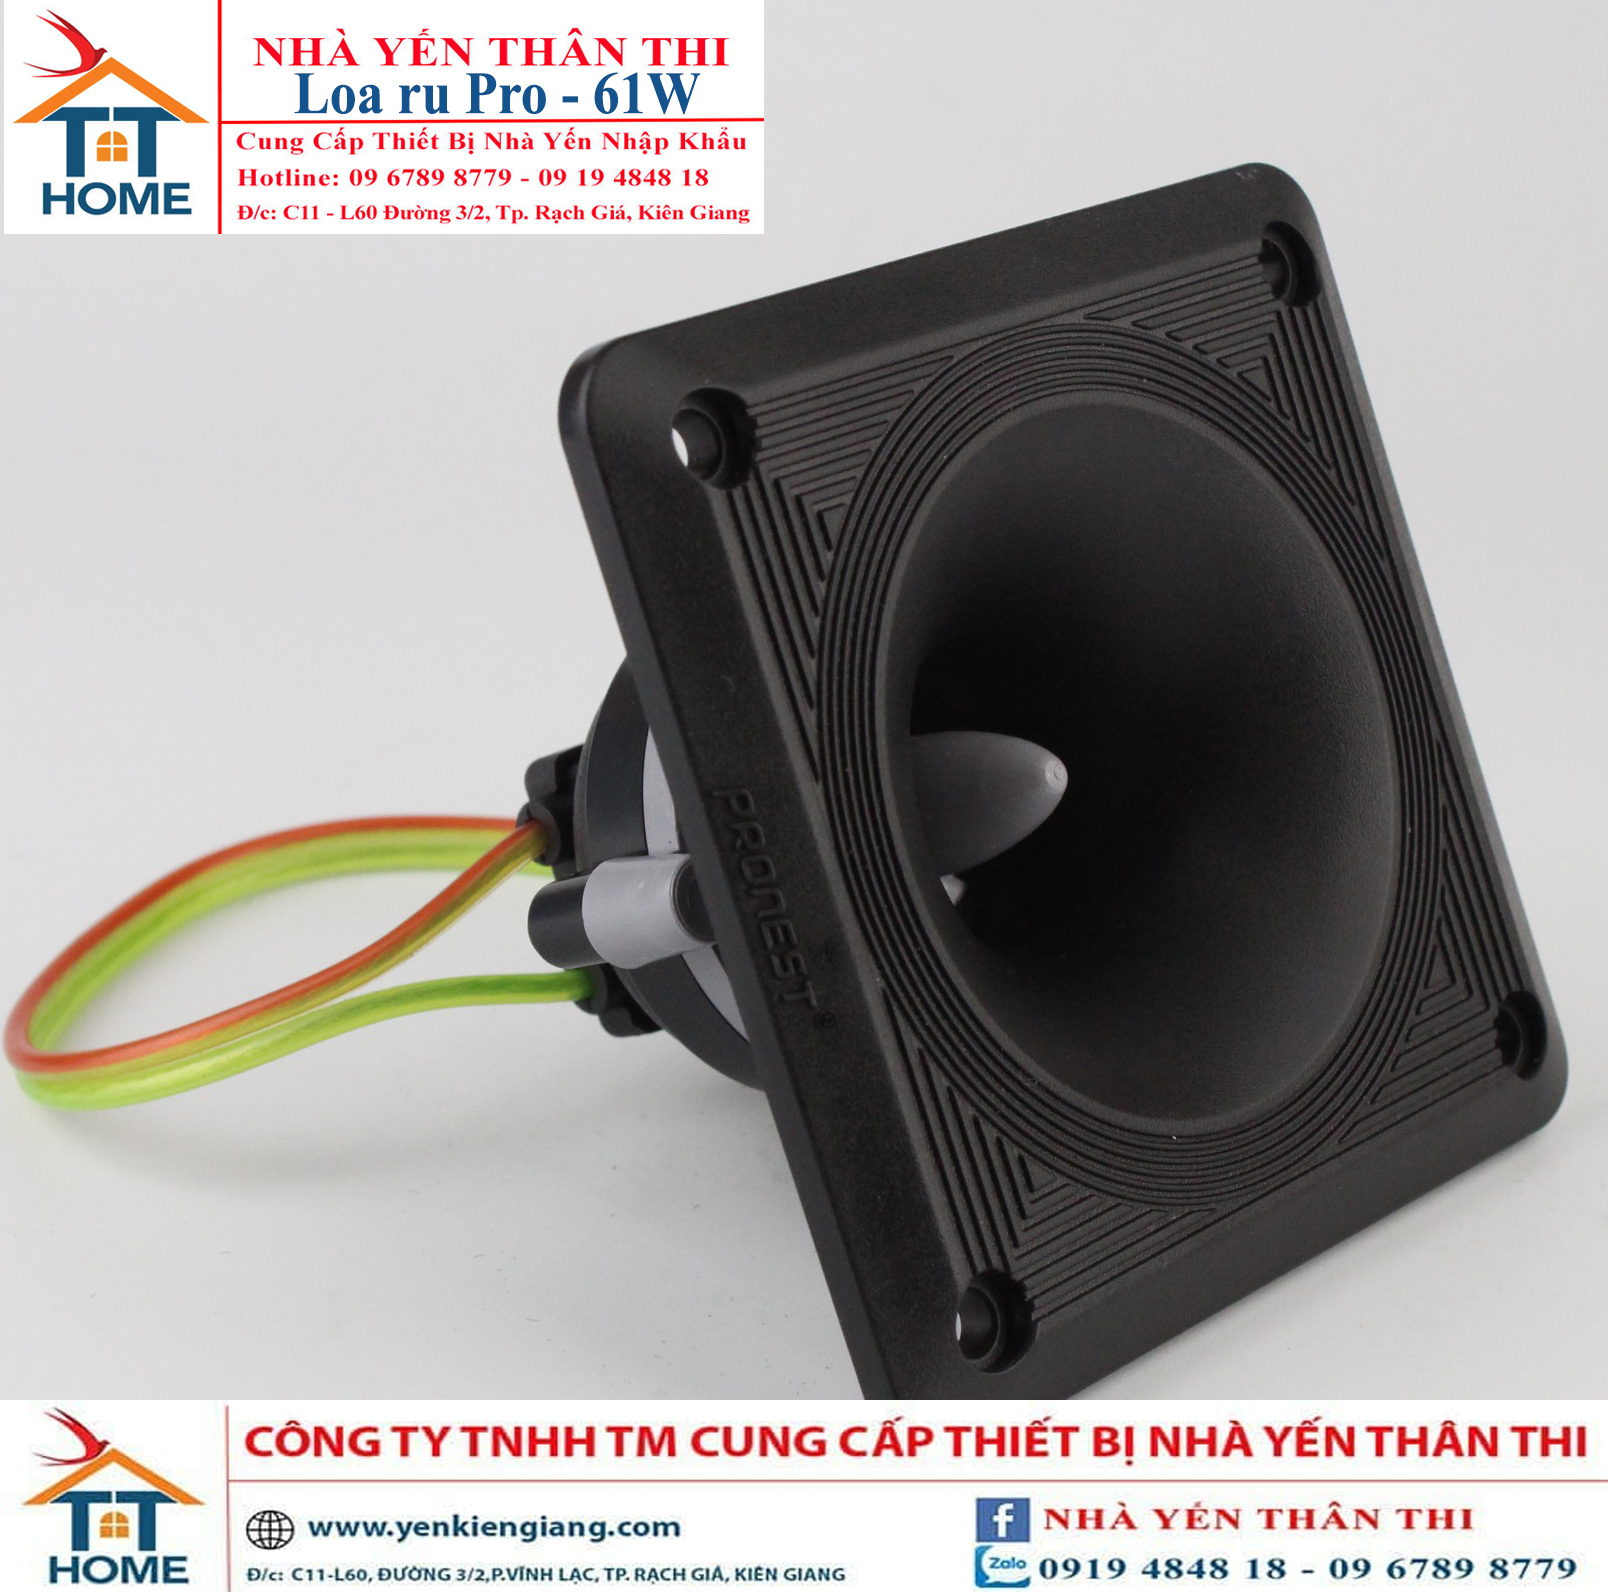 TT
HOME
NHÀ YẾN THÂN THI
Loa ru Pro - 61W
Cung Cấp Thiết Bị Nhà Yến Nhập Khẩu
Hotline: 09 6789 8779 - 09 19 4848 18
Đ/c: C11 - L60 Đường 3/2, Tp. Rạch Giá, Kiên Giang
PRONEST®
TT
HOME
CÔNG TY TNHH TM CUNG CẤP THIẾT BỊ NHÀ YẾN THÂN THI
www.yenkiengiang.com
Đ/c: C11-L60, ĐƯỜNG 3/2,P.VĨNH LẠC, TP. RẠCH GIÁ, KIÊN GIANG
f NHÀ YẾN THÂN THI
Zalo 0919 4848 18 - 09 6789 8779